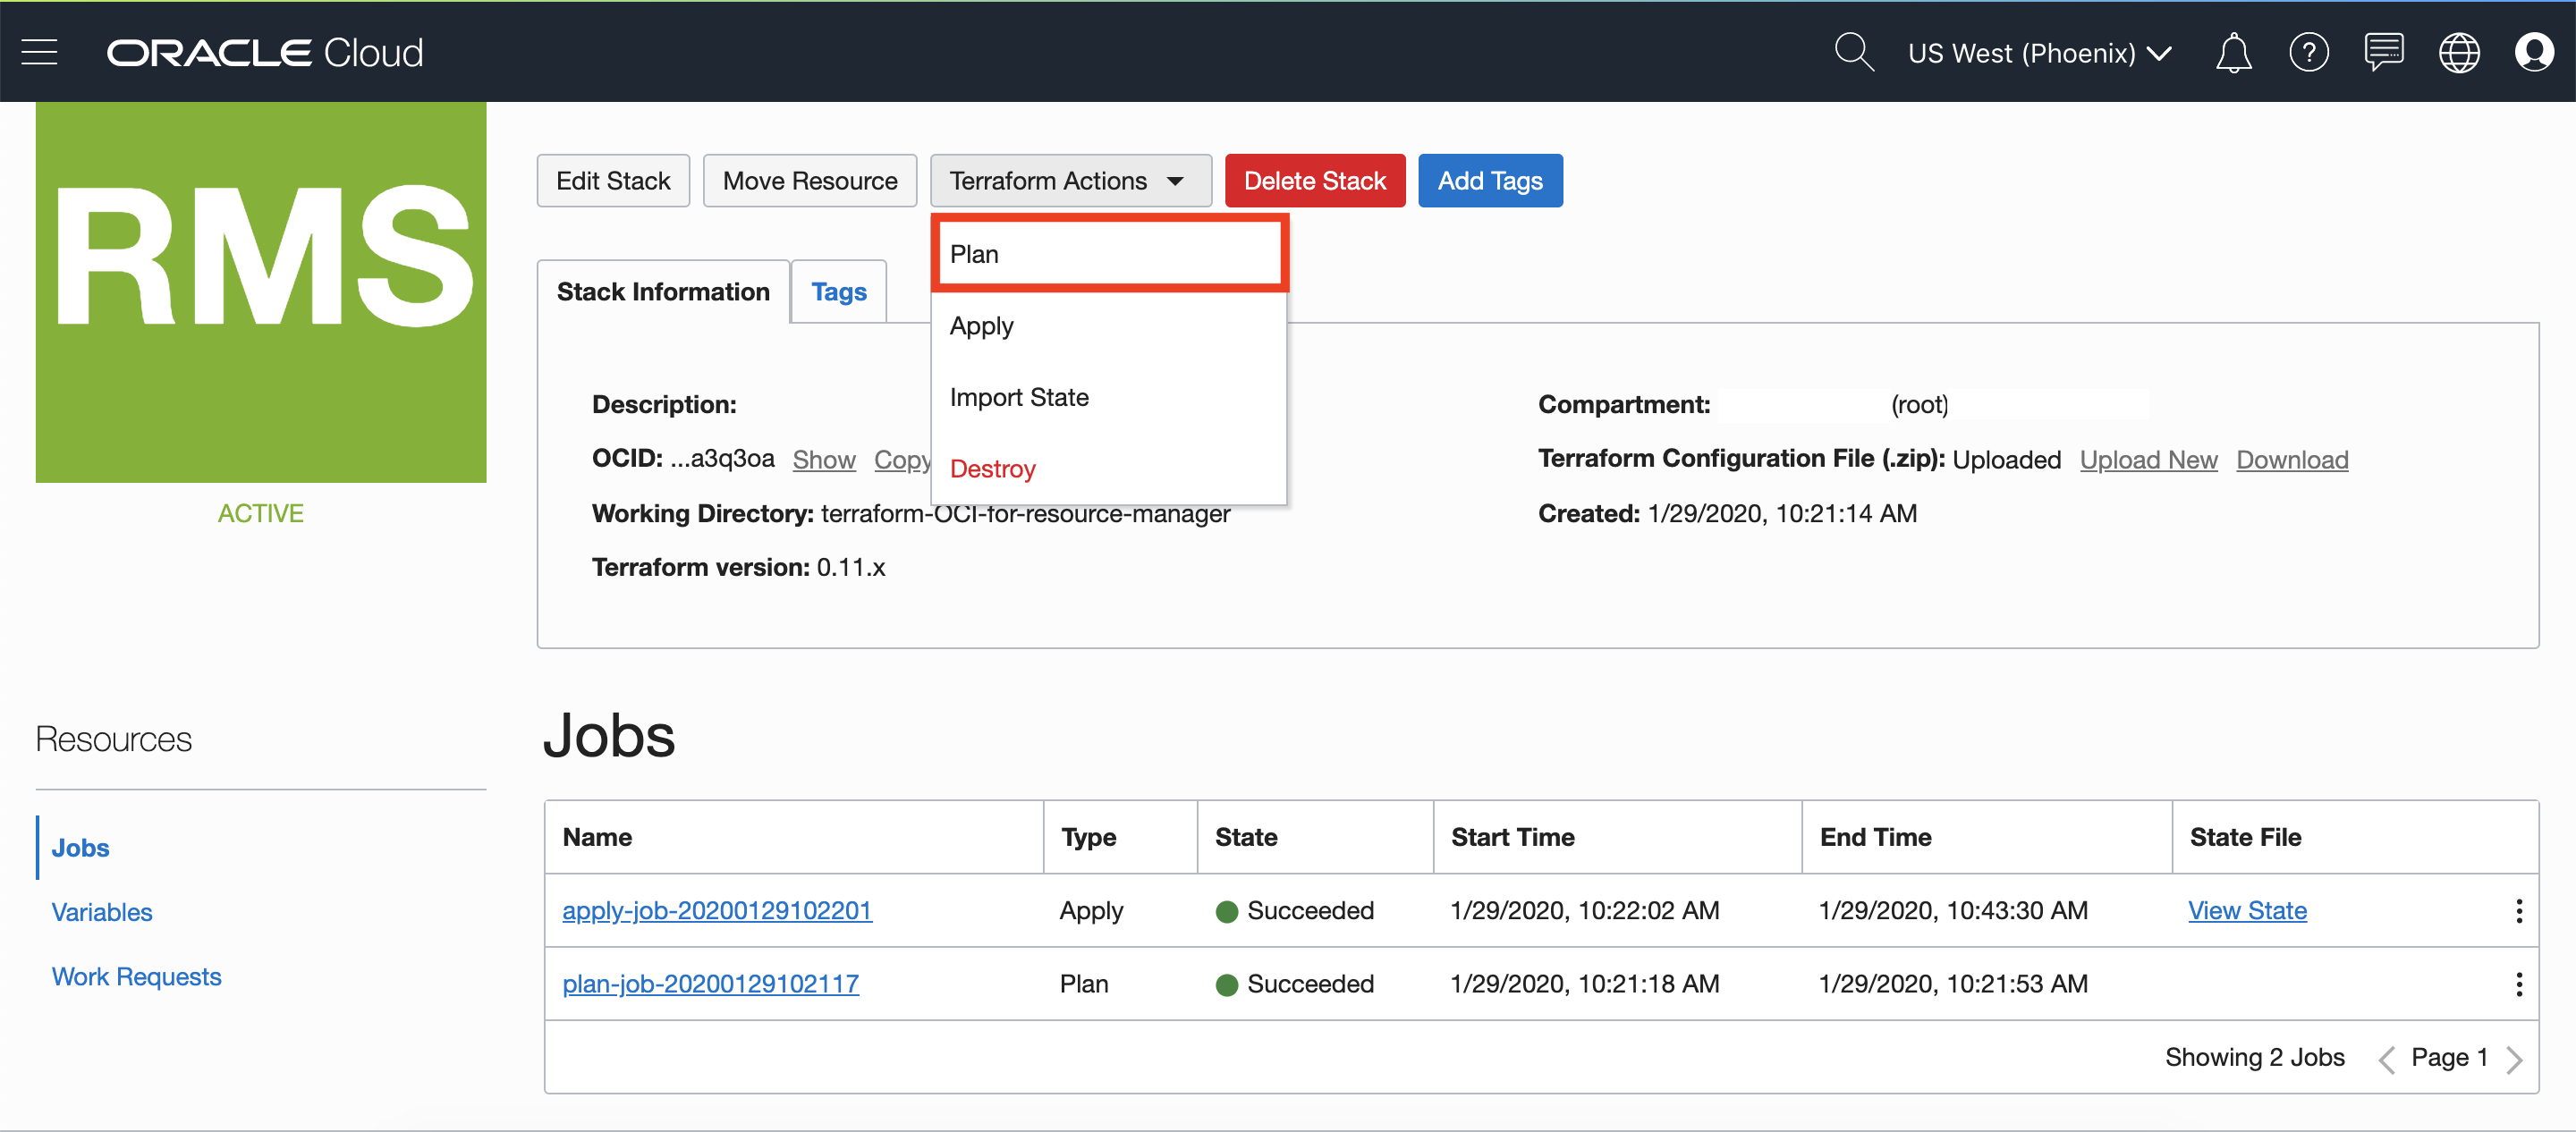 ORACLE Cloud
US West (Phoenix)
RMS
ACTIVE
Edit Stack
Move Resource
Terraform Actions
Delete Stack
Add Tags
Plan
Apply
Import State
Destroy
Stack Information
Tags
Description:
OCID: ...a3q3oa Show Copy
Working Directory: terraform-OCI-for-resource-manager
Terraform version: 0.11.x
Compartment: (root)
Terraform Configuration File (.zip): Uploaded Upload New Download
Created: 1/29/2020, 10:21:14 AM
Resources
Jobs
Variables
Work Requests
Jobs
Name Type State Start Time End Time State File
apply-job-20200129102201 Apply Succeeded 1/29/2020, 10:22:02 AM 1/29/2020, 10:43:30 AM View State
plan-job-20200129102117 Plan Succeeded 1/29/2020, 10:21:18 AM 1/29/2020, 10:21:53 AM
Showing 2 Jobs Page 1